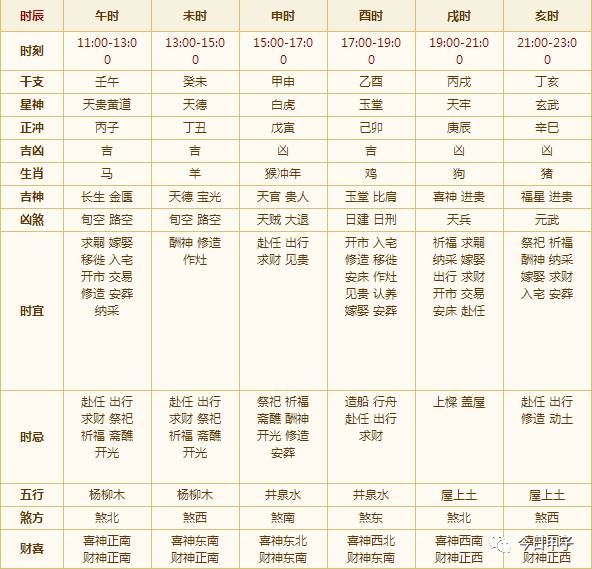 时辰 午时 未时 申时 酉时 戌时 亥时
时刻 11:00-13:00 13:00-15:00 15:00-17:00 17:00-19:00 19:00-21:00 21:00-23:00
干支 壬午 癸未 甲申 乙酉 丙戌 丁亥
星神 天贵黄道 天德 白虎 玉堂 天牢 玄武
正冲 丙子 丁丑 戊寅 己卯 庚辰 辛巳
吉凶 吉 吉 凶 吉 凶 凶
生肖 马 羊 猴冲年 鸡 狗 猪
吉神 长生 金匮 天德 宝光 天官 贵人 玉堂 比肩 喜神 进贵 福星 进贵
凶煞 旬空 路空 旬空 路空 天贼 大退 日建 日刑 天兵 元武
时宜
求嗣 嫁娶
移徙 入宅
开市 交易
修造 安葬
纳采
酬神 修造
作灶
赴任 出行
求财 见贵
开市 入宅
修造 移徙
安床 作灶
见贵 认养
嫁娶 安葬
祈福 求嗣
纳采 嫁娶
出行 求财
开市 交易
安床 赴任
祭祀 祈福
酬神 纳采
嫁娶 求财
入宅 安葬
时忌
赴任 出行
求财 祭祀
祈福 斋醮
开光
赴任 出行
求财 祭祀
祈福 斋醮
开光
祭祀 祈福
斋醮 酬神
开光 修造
安葬
造船 行舟
赴任 出行
求财
上樑 盖屋
赴任 出行
修造 动土
五行 杨柳木 杨柳木 井泉水 井泉水 屋上土 屋上土
煞方 煞北 煞西 煞南 煞东 煞北 煞西
财喜
喜神正南
财神正南
喜神东南
财神正南
喜神东北
财神东南
喜神西北
财神东南
喜神西南
财神正西
喜神正南
财神正西
今日甲子